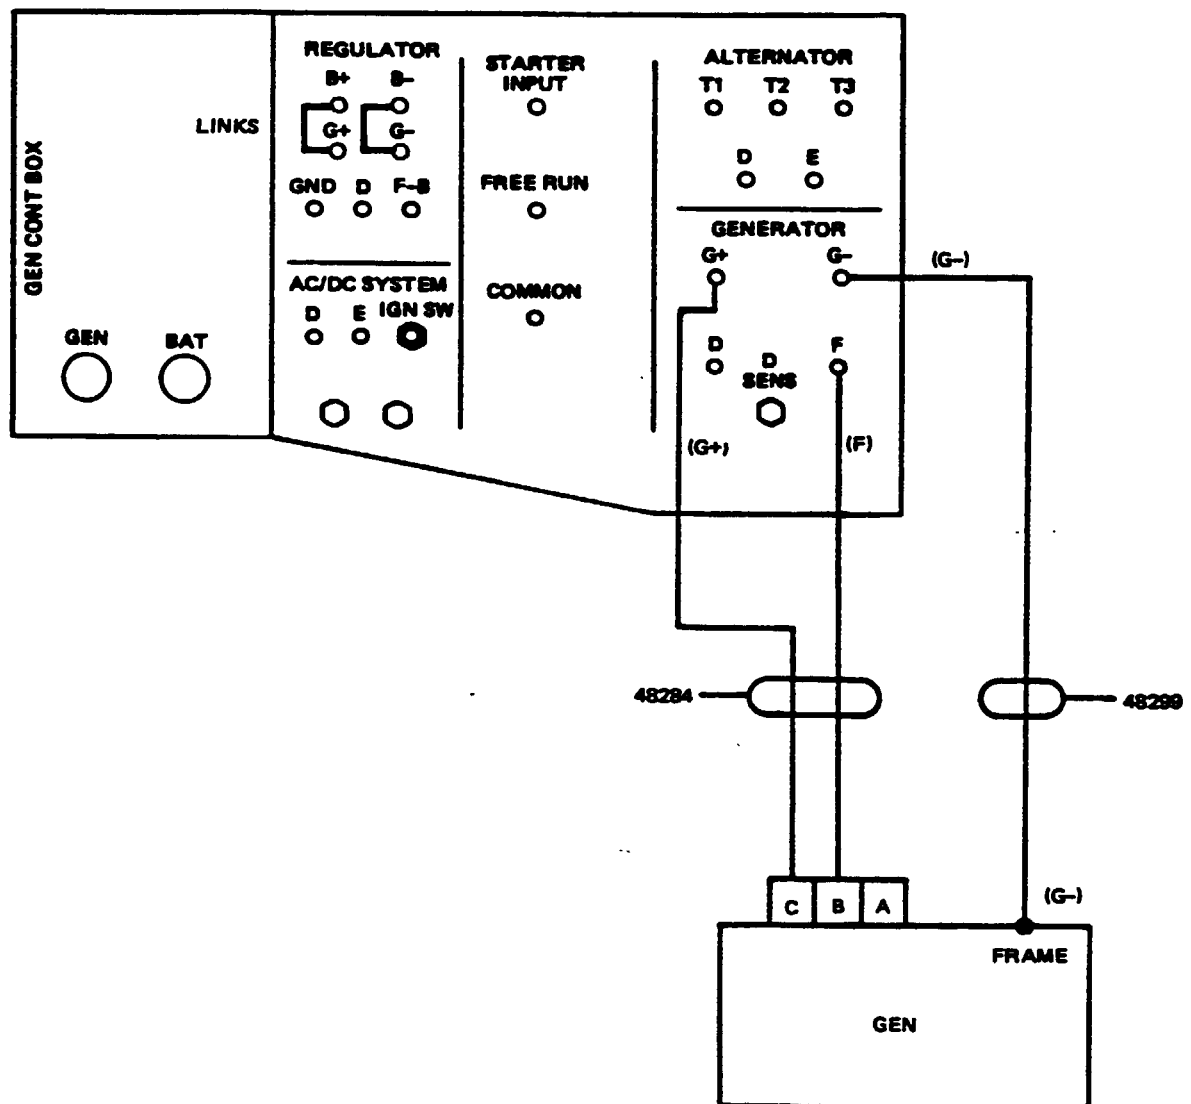 GEN CONT BOX
LINKS
GEN
BAT
REGULATOR
B+ B-
G+ G-
GND D F-B
AC/DC SYSTEM
D E IGN SW
STARTER
INPUT
FREE RUN
COMMON
ALTERNATOR
T1 T2 T3
D E
GENERATOR
G+ G-
D F
D
SENS
(G-)
(G+)
(F)
48284
48299
C B A
(G-)
FRAME
GEN